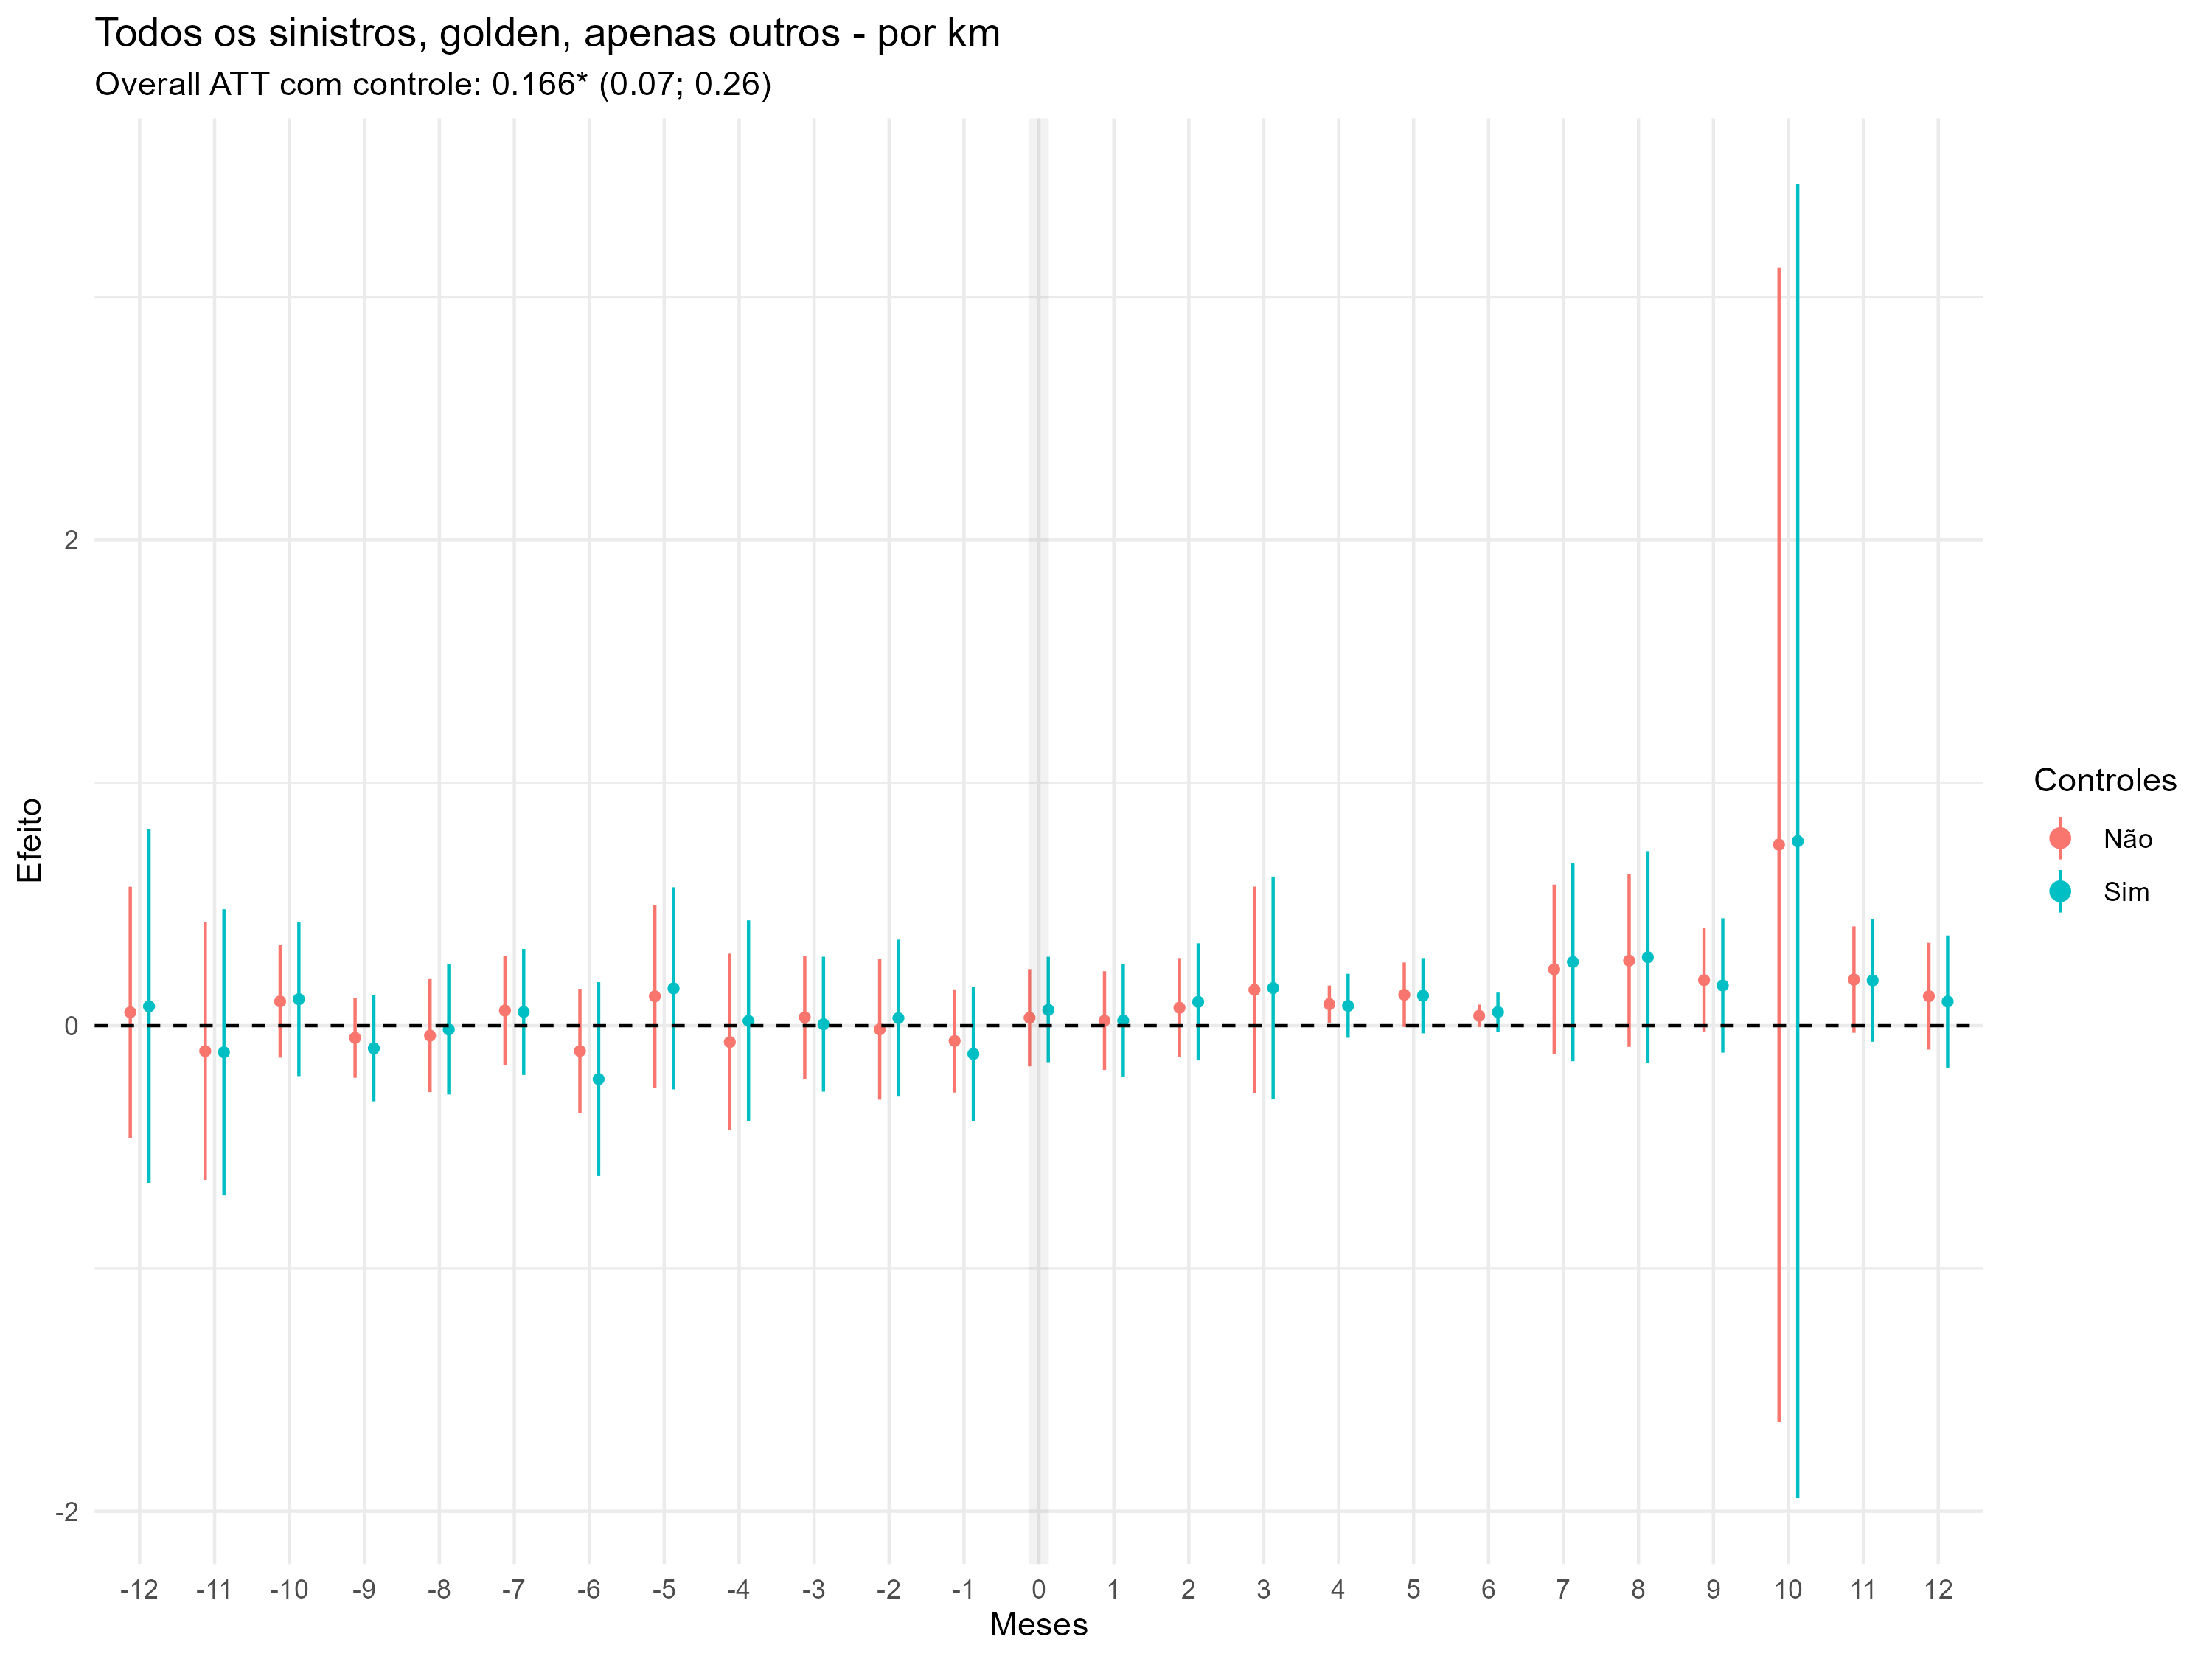 Todos os sinistros, golden, apenas outros - por km
Overall ATT com controle: 0.166* (0.07; 0.26)
Efeito
2
0
-2
-12 -11 -10 -9 -8 -7 -6 -5 -4 -3 -2 -1 0 1 2 3 4 5 6 7 8 9 10 11 12
Meses
Controles
Não
Sim